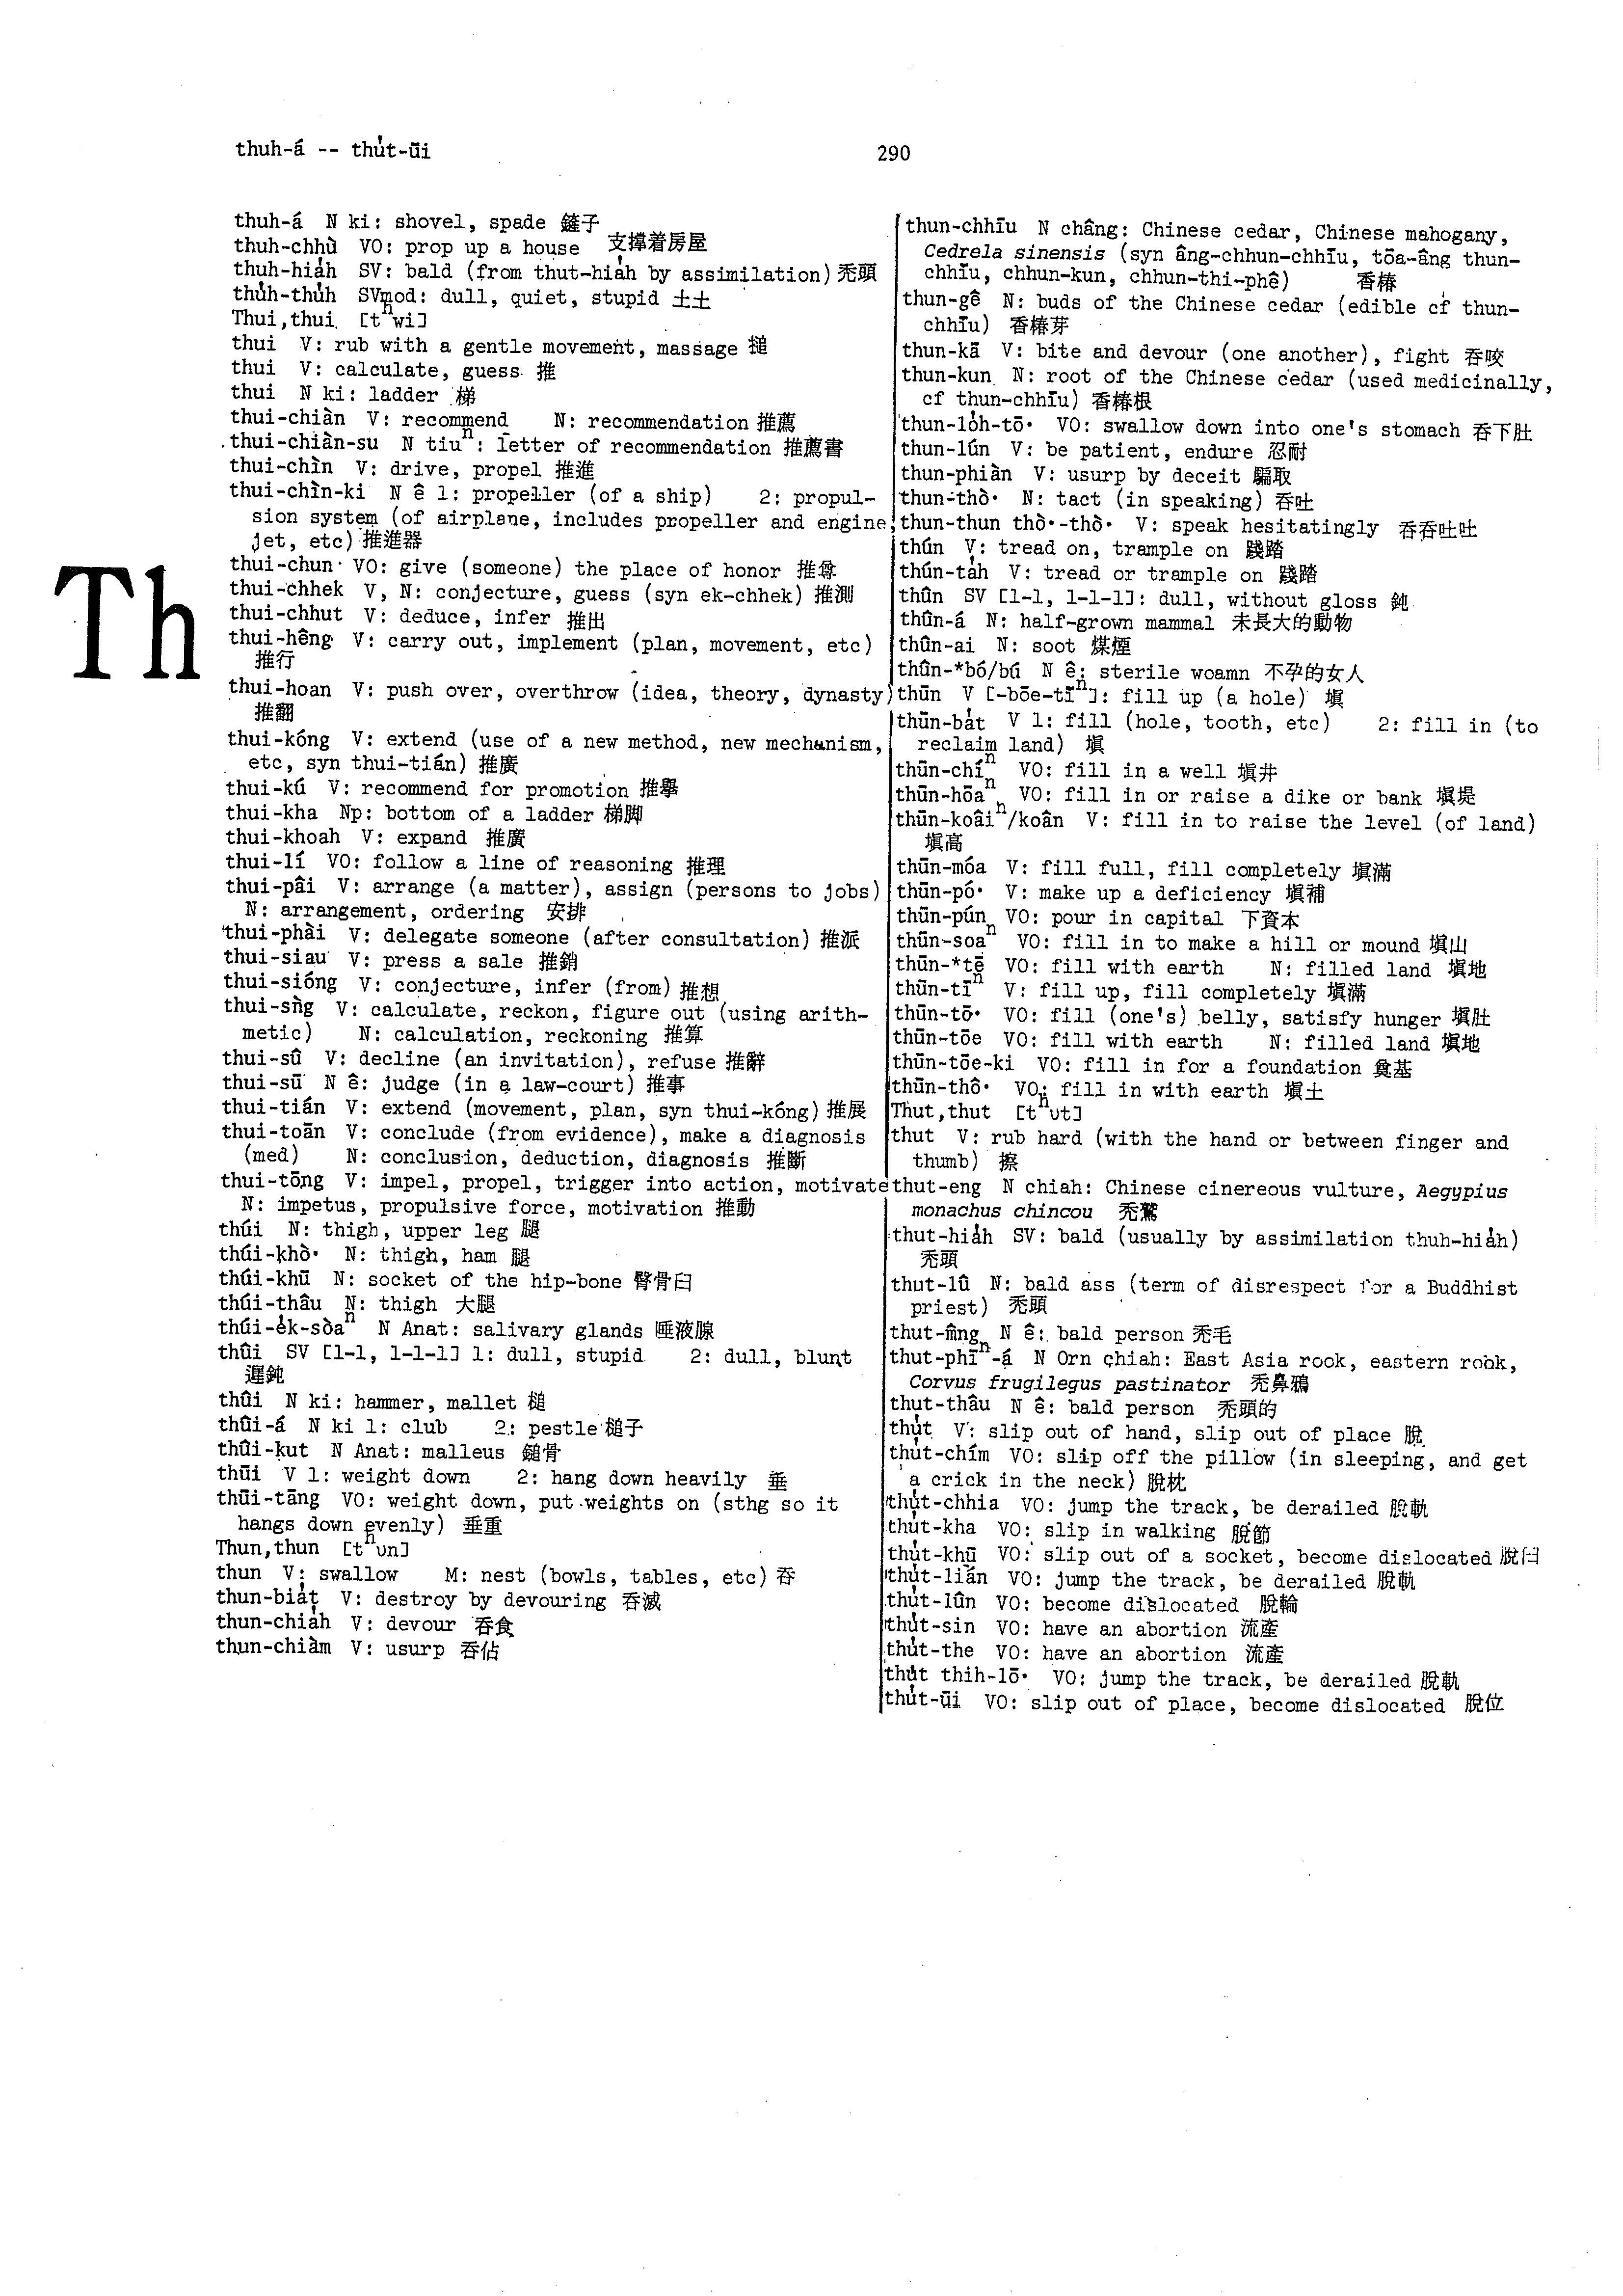 thuh-á -- thu̍t-ūi
290
thuh-á N ki: shovel, spade 鏟子
thuh-chhù VO: prop up a house 支撐着房屋
thuh-hia̍h SV: bald (from thut-hia̍h by assimilation) 禿頭
thu̍h-thu̍h SVmod: dull, quiet, stupid 土土
Thui,thui [tʰwi]
thui V: rub with a gentle movement, massage 搥
thui V: calculate, guess 推
thui N ki: ladder 梯
thui-chiàn V: recommend N: recommendation 推薦
thui-chiàn-su N tiuⁿ: letter of recommendation 推薦書
thui-chìn V: drive, propel 推進
thui-chìn-ki N ê 1: propeller (of a ship) 2: propul-
sion system (of airplane, includes propeller and engine,
jet, etc) 推進器
Th
thui-chun VO: give (someone) the place of honor 推尊
thui-chhek V, N: conjecture, guess (syn ek-chhek) 推測
thui-chhut V: deduce, infer 推出
thui-hêng V: carry out, implement (plan, movement, etc)
推行
thui-hoan V: push over, overthrow (idea, theory, dynasty)
推翻
thui-kóng V: extend (use of a new method, new mechanism,
etc, syn thui-tián) 推廣
thui-kú V: recommend for promotion 推擧
thui-kha Np: bottom of a ladder 梯脚
thui-khoah V: expand 推廣
thui-lí VO: follow a line of reasoning 推理
thui-pâi V: arrange (a matter), assign (persons to jobs)
N: arrangement, ordering 安排
thui-phài V: delegate someone (after consultation) 推派
thui-siau V: press a sale 推銷
thui-sióng V: conjecture, infer (from) 推想
thui-sǹg V: calculate, reckon, figure out (using arith-
metic) N: calculation, reckoning 推算
thui-sû V: decline (an invitation), refuse 推辭
thui-sū N ê: judge (in a law-court) 推事
thui-tián V: extend (movement, plan, syn thui-kóng) 推展
thui-toān V: conclude (from evidence), make a diagnosis
(med) N: conclusion, deduction, diagnosis 推斷
thui-tōng V: impel, propel, trigger into action, motivate
N: impetus, propulsive force, motivation 推動
thúi N: thigh, upper leg 腿
thúi-khò· N: thigh, ham 腿
thúi-khū N: socket of the hip-bone 臀骨臼
thúi-thâu N: thigh 大腿
thúi-e̍k-sòaⁿ N Anat: salivary glands 唾液腺
thûi SV [1-1, 1-1-1] 1: dull, stupid 2: dull, blunt
遲鈍
thûi N ki: hammer, mallet 槌
thûi-á N ki 1: club 2: pestle 槌子
thûi-kut N Anat: malleus 鎚骨
thūi V 1: weight down 2: hang down heavily 垂
thūi-tāng VO: weight down, put weights on (sthg so it
hangs down evenly) 垂重
Thun,thun [tʰun]
thun V: swallow M: nest (bowls, tables, etc) 吞
thun-bia̍t V: destroy by devouring 吞滅
thun-chia̍h V: devour 吞食
thun-chiàm V: usurp 吞佔
thun-chhīu N châng: Chinese cedar, Chinese mahogany,
Cedrela sinensis (syn âng-chhun-chhīu, tōa-âng thun-
chhīu, chhun-kun, chhun-thi-phê) 香椿
thun-gê N: buds of the Chinese cedar (edible cf thun-
chhīu) 香椿芽
thun-kā V: bite and devour (one another), fight 吞咬
thun-kun N: root of the Chinese cedar (used medicinally,
cf thun-chhīu) 香椿根
thun-lo̍h-tō· VO: swallow down into one's stomach 吞下肚
thun-lún V: be patient, endure 忍耐
thun-phiàn V: usurp by deceit 騙取
thun-thò· N: tact (in speaking) 吞吐
thun-thun thò·-thò· V: speak hesitatingly 吞吞吐吐
thún V: tread on, trample on 踐踏
thún-ta̍h V: tread or trample on 踐踏
thûn SV [1-1, 1-1-1]: dull, without gloss 鈍
thûn-á N: half-grown mammal 未長大的動物
thûn-ai N: soot 煤煙
thûn-*bó/bú N ê: sterile woamn 不孕的女人
thūn V [-bōe-tīⁿ]: fill up (a hole) 塡
thūn-ba̍t V 1: fill (hole, tooth, etc) 2: fill in (to
reclaim land) 塡
thūn-chíⁿ VO: fill in a well 塡井
thūn-hōaⁿ VO: fill in or raise a dike or bank 塡堤
thūn-koâiⁿ/koân V: fill in to raise the level (of land)
塡高
thūn-móa V: fill full, fill completely 塡滿
thūn-pó· V: make up a deficiency 塡補
thūn-pún VO: pour in capital 下資本
thūn-soaⁿ VO: fill in to make a hill or mound 塡山
thūn-*tē VO: fill with earth N: filled land 塡地
thūn-tīⁿ V: fill up, fill completely 塡滿
thūn-tō· VO: fill (one's) belly, satisfy hunger 塡肚
thūn-tōe VO: fill with earth N: filled land 塡地
thūn-tōe-ki VO: fill in for a foundation 奠基
thūn-thô· VO: fill in with earth 塡土
Thut,thut [tʰut]
thut V: rub hard (with the hand or between finger and
thumb) 擦
thut-eng N chiah: Chinese cinereous vulture, Aegypius
monachus chincou 禿鷲
thut-hia̍h SV: bald (usually by assimilation thuh-hia̍h)
禿頭
thut-lû N: bald ass (term of disrespect for a Buddhist
priest) 禿頭
thut-m̂ng N ê: bald person 禿毛
thut-phīⁿ-á N Orn chiah: East Asia rook, eastern rook,
Corvus frugilegus pastinator 禿鼻鴉
thut-thâu N ê: bald person 禿頭的
thu̍t V: slip out of hand, slip out of place 脫
thu̍t-chím VO: slip off the pillow (in sleeping, and get
a crick in the neck) 脫枕
thu̍t-chhia VO: jump the track, be derailed 脫軌
thu̍t-kha VO: slip in walking 脫節
thu̍t-khū VO: slip out of a socket, become dislocated 脫臼
thu̍t-lián VO: jump the track, be derailed 脫軌
thu̍t-lûn VO: become dislocated 脫輪
thu̍t-sin VO: have an abortion 流產
thu̍t-the VO: have an abortion 流產
thu̍t thih-lō· VO: jump the track, be derailed 脫軌
thu̍t-ūi VO: slip out of place, become dislocated 脫位